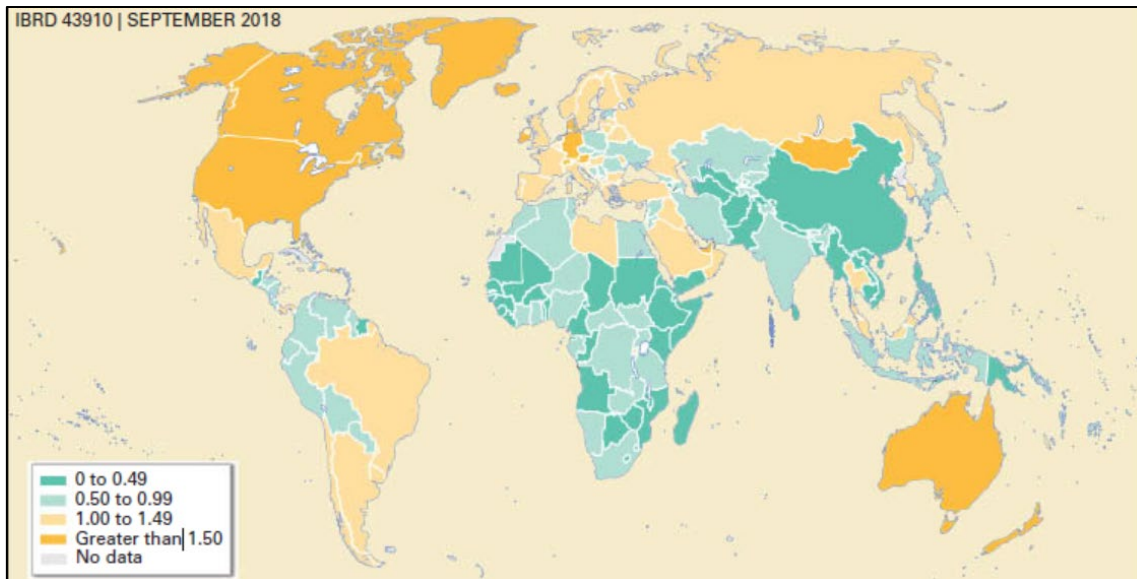 IBRD 43910 | SEPTEMBER 2018
0 to 0.49
0.50 to 0.99
1.00 to 1.49
Greater than 1.50
No data